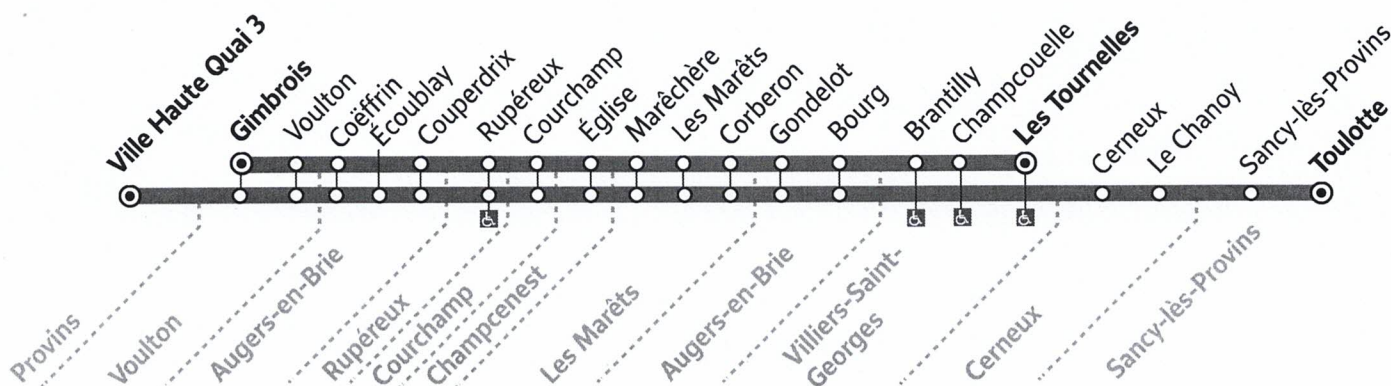 Ville Haute Quai 3
Gimbrois
Voulton
Coëffrin
Écoublay
Couperdrix
Rupéreux
Courchamp
Église
Marêchère
Les Marêts
Corberon
Gondelot
Bourg
Brantilly
Champcouelle
Les Tournelles
Cerneux
Le Chanoy
Sancy-lès-Provins
Toulotte
Provins
Voulton
Augers-en-Brie
Rupéreux
Courchamp
Champcenest
Les Marêts
Augers-en-Brie
Villiers-Saint-
Georges
Cerneux
Sancy-lès-Provins